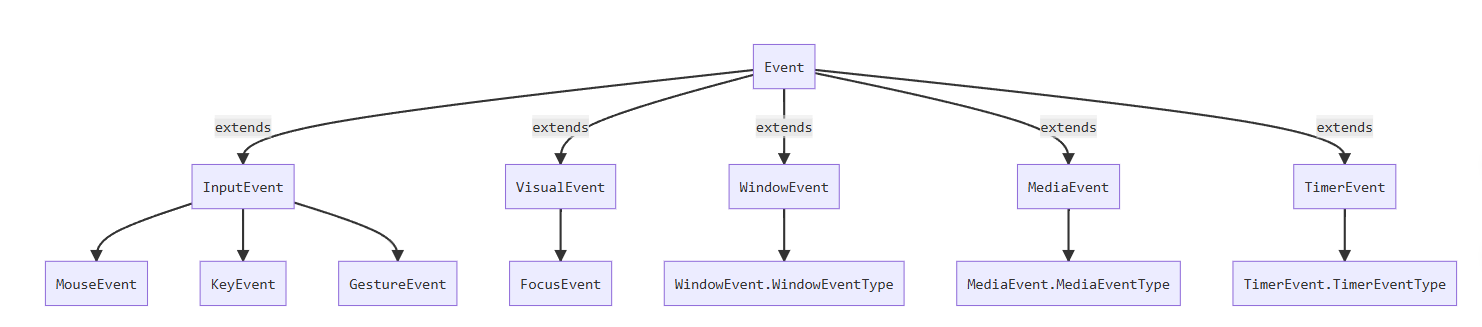 Event
extends
extends
extends
extends
extends
InputEvent
VisualEvent
WindowEvent
MediaEvent
TimerEvent
MouseEvent
KeyEvent
GestureEvent
FocusEvent
WindowEvent.WindowEventType
MediaEvent.MediaEventType
TimerEvent.TimerEventType